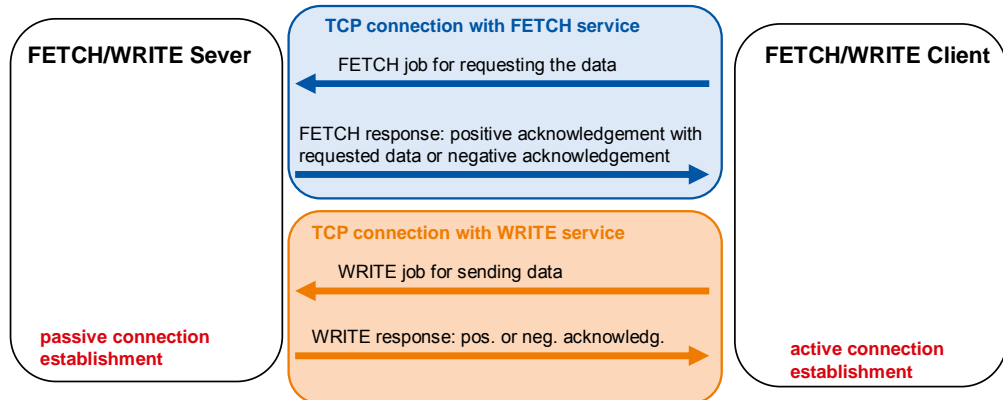 TCP connection with FETCH service
FETCH/WRITE Sever
FETCH/WRITE Client
FETCH job for requesting the data
FETCH response: positive acknowledgement with
requested data or negative acknowledgement
TCP connection with WRITE service
WRITE job for sending data
WRITE response: pos. or neg. acknowledg.
passive connection
establishment
active connection
establishment